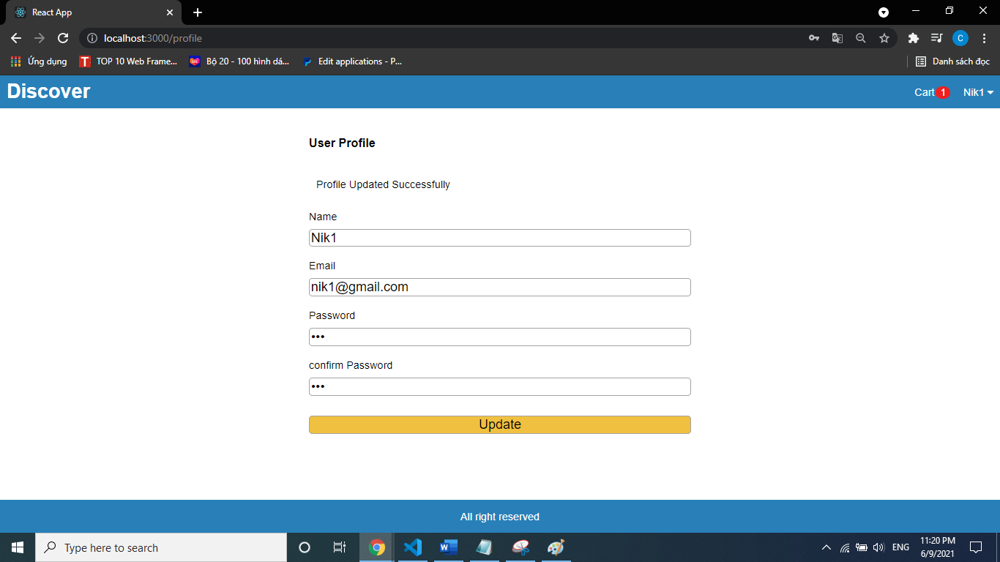 React App
localhost:3000/profile
C
Ứng dụng
TOP 10 Web Frame...
Bộ 20 - 100 hình dá...
Edit applications - P...
Danh sách đọc
Discover
Cart 1
Nik1
User Profile
Profile Updated Successfully
Name
Nik1
Email
nik1@gmail.com
Password
•••
confirm Password
•••
Update
All right reserved
Type here to search
ENG
11:20 PM
6/9/2021